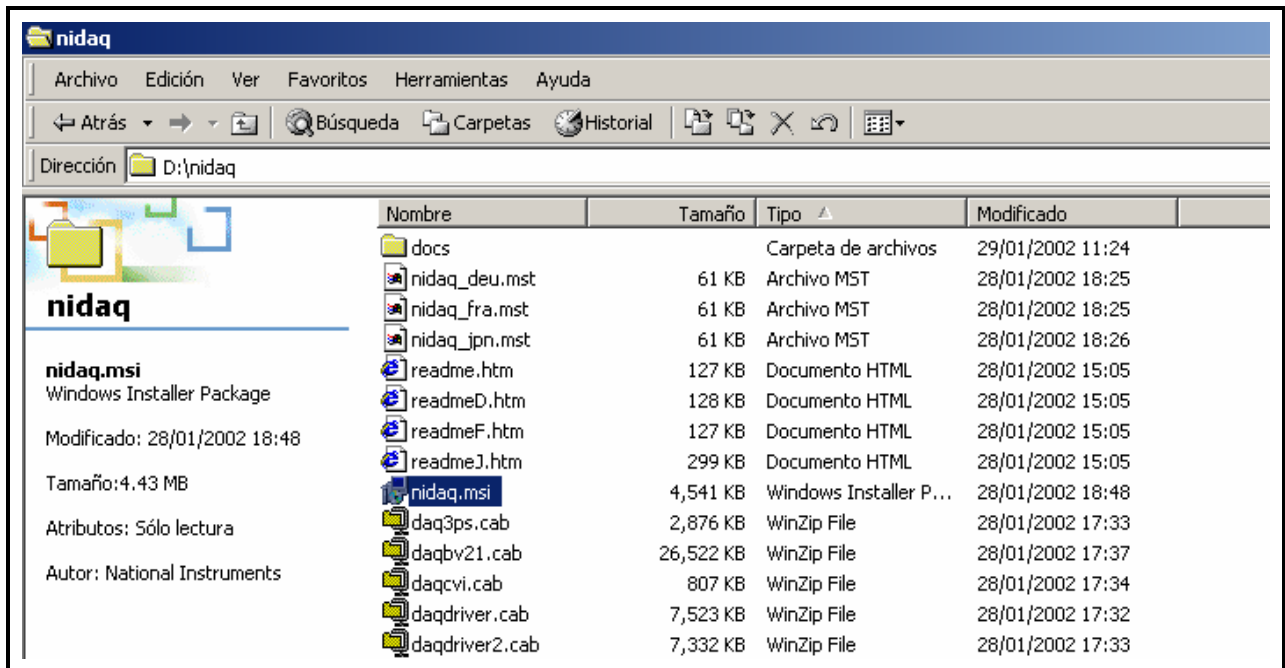 nidaq
Archivo Edición Ver Favoritos Herramientas Ayuda
Atrás Búsqueda Carpetas Historial
Dirección D:\nidaq
nidaq
nidaq.msi
Windows Installer Package
Modificado: 28/01/2002 18:48
Tamaño:4.43 MB
Atributos: Sólo lectura
Autor: National Instruments
Nombre Tamaño Tipo Modificado
docs Carpeta de archivos 29/01/2002 11:24
nidaq_deu.mst 61 KB Archivo MST 28/01/2002 18:25
nidaq_fra.mst 61 KB Archivo MST 28/01/2002 18:25
nidaq_jpn.mst 61 KB Archivo MST 28/01/2002 18:26
readme.htm 127 KB Documento HTML 28/01/2002 15:05
readmeD.htm 128 KB Documento HTML 28/01/2002 15:05
readmeF.htm 127 KB Documento HTML 28/01/2002 15:05
readmeJ.htm 299 KB Documento HTML 28/01/2002 15:05
nidaq.msi 4,541 KB Windows Installer P... 28/01/2002 18:48
daq3ps.cab 2,876 KB WinZip File 28/01/2002 17:33
daqbv21.cab 26,522 KB WinZip File 28/01/2002 17:37
daqcvi.cab 807 KB WinZip File 28/01/2002 17:34
daqdriver.cab 7,523 KB WinZip File 28/01/2002 17:32
daqdriver2.cab 7,332 KB WinZip File 28/01/2002 17:33